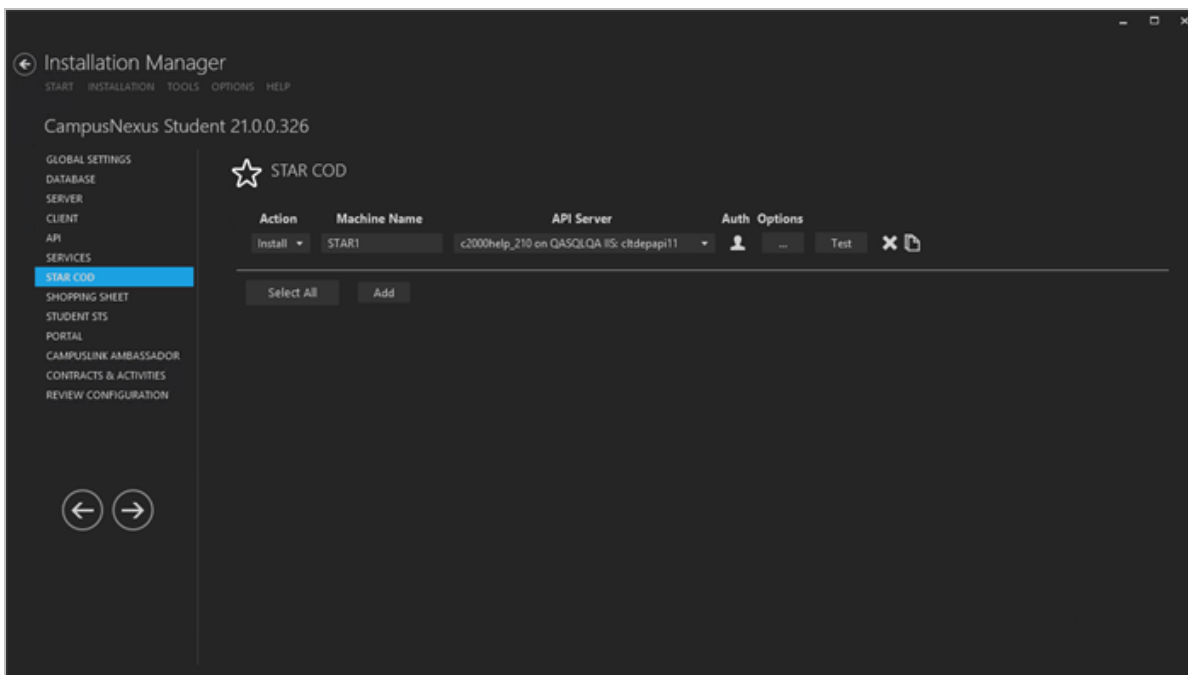 Installation Manager
START INSTALLATION TOOLS OPTIONS HELP
CampusNexus Student 21.0.0.326
GLOBAL SETTINGS
DATABASE
SERVER
CLIENT
API
SERVICES
STAR COD
SHOPPING SHEET
STUDENT STS
PORTAL
CAMPUSLINK AMBASSADOR
CONTRACTS & ACTIVITIES
REVIEW CONFIGURATION
STAR COD
Action Machine Name API Server Auth Options
Install STAR1 c2000help_210 on QASQLQA IIS: cltdepapi11 ... Test
Select All Add